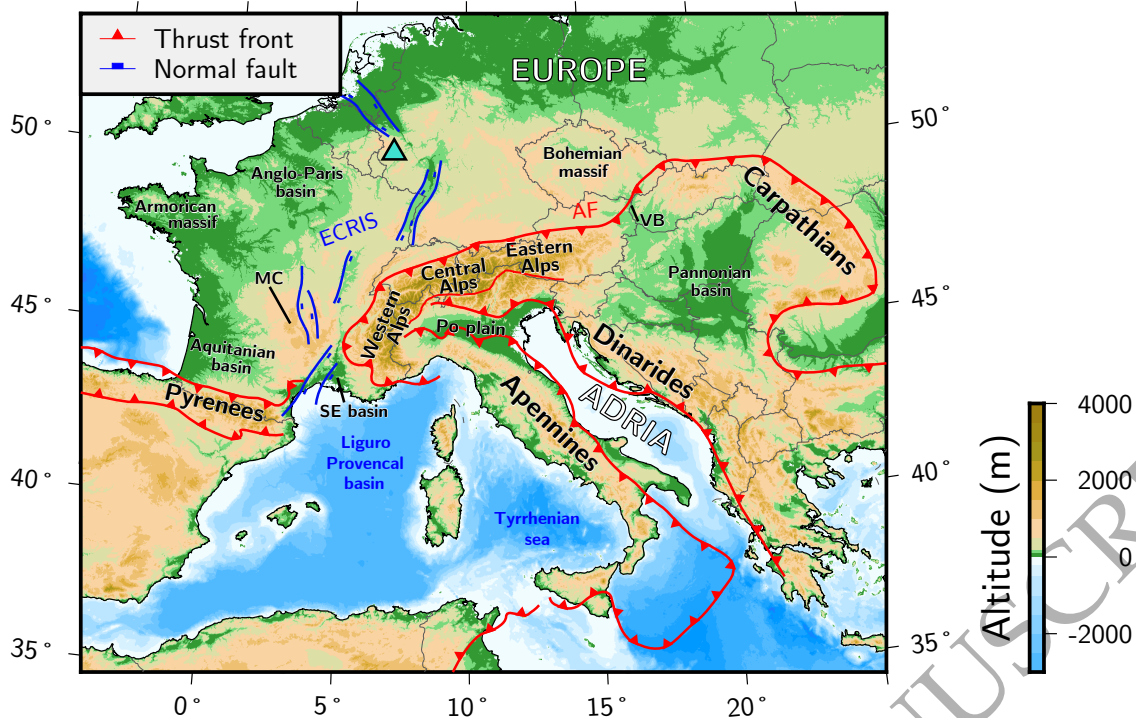 Thrust front
Normal fault
EUROPE
50°
50°
Bohemian
massif
Anglo-Paris
basin
Carpathians
Armorican
massif
AF
VB
ECRIS
Eastern
Alps
Central
Alps
MC
Pannonian
basin
45°
45°
Western
Alps
Po-plain
Aquitanian
basin
Dinarides
Pyrenees
SE basin
Apennines
ADRIA
Liguro
Provencal
basin
40°
40°
Tyrrhenian
sea
35°
35°
0°
5°
10°
15°
20°
4000
2000
0
-2000
Altitude (m)
USCR